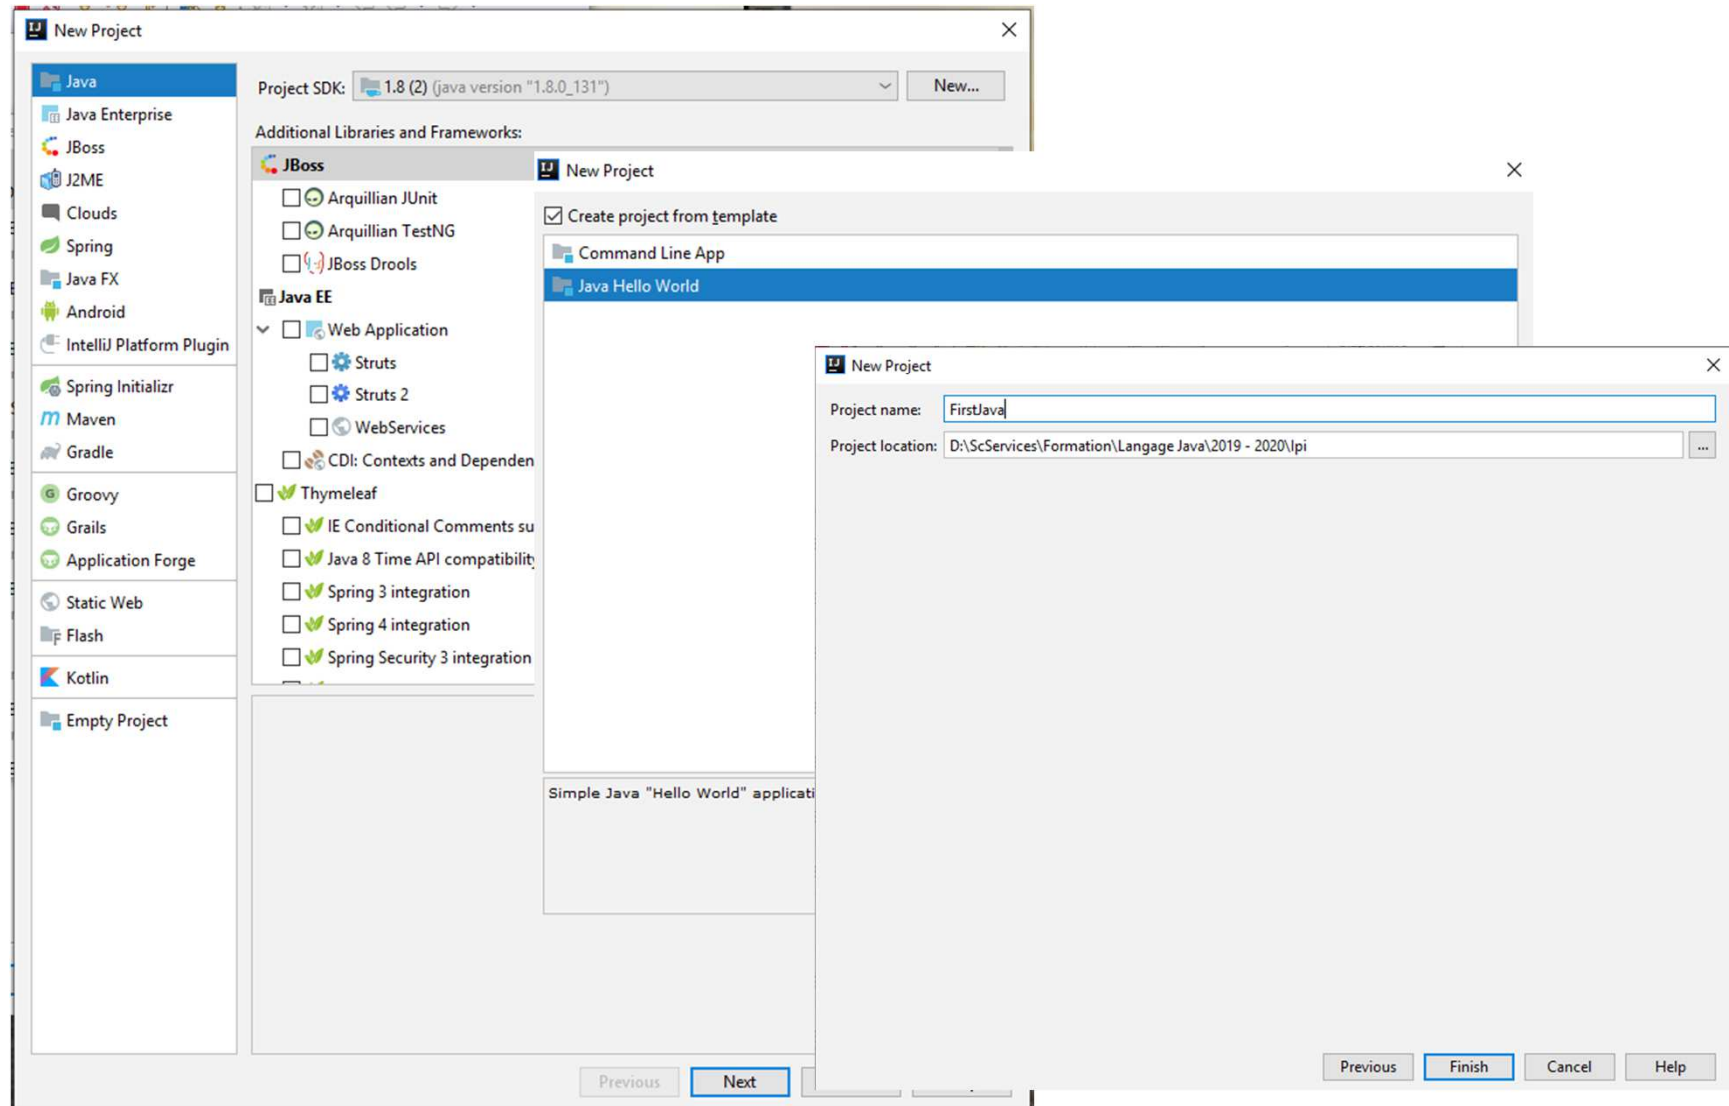 New Project
Java
Java Enterprise
JBoss
J2ME
Clouds
Spring
Java FX
Android
IntelliJ Platform Plugin
Spring Initializr
Maven
Gradle
Groovy
Grails
Application Forge
Static Web
Flash
Kotlin
Empty Project
Project SDK: 1.8 (2) (java version "1.8.0_131")
New...
Additional Libraries and Frameworks:
JBoss
Arquillian JUnit
Arquillian TestNG
JBoss Drools
Java EE
Web Application
Struts
Struts 2
WebServices
CDI: Contexts and Dependen
Thymeleaf
IE Conditional Comments su
Java 8 Time API compatibility
Spring 3 integration
Spring 4 integration
Spring Security 3 integration
Previous
Next
New Project
Create project from template
Command Line App
Java Hello World
Simple Java "Hello World" applicati
New Project
Project name: FirstJava
Project location: D:\ScServices\Formation\Langage Java\2019 - 2020\Ipi
...
Previous
Finish
Cancel
Help